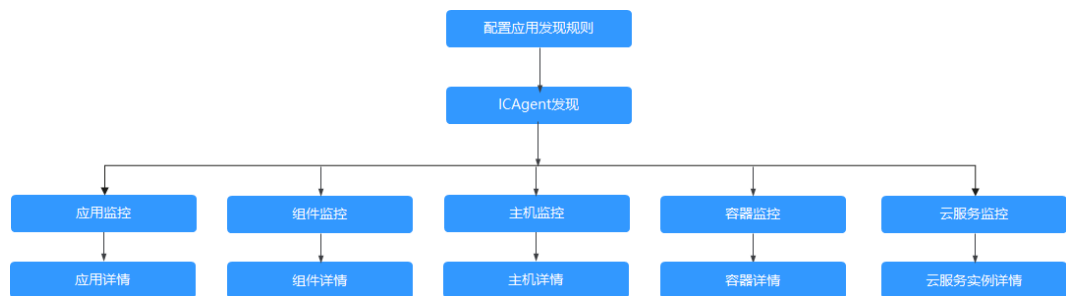 配置应用发现规则
ICAgent发现
应用监控
组件监控
主机监控
容器监控
云服务监控
应用详情
组件详情
主机详情
容器详情
云服务实例详情